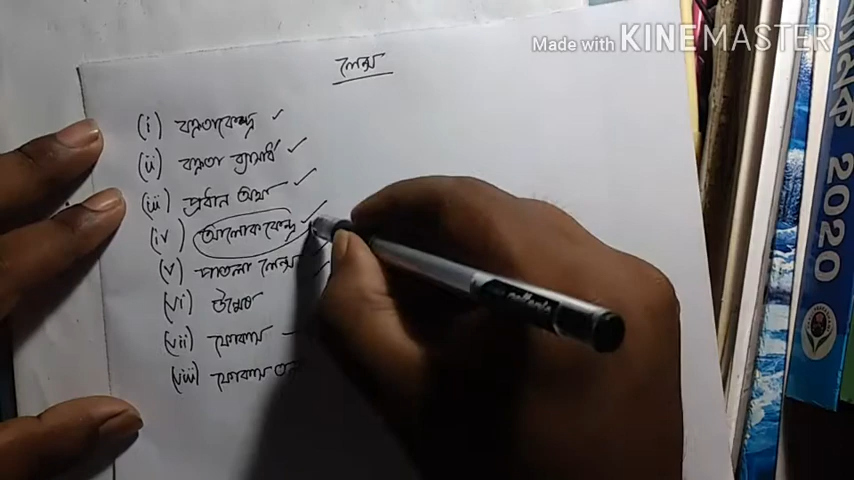 Made with KINEMASTER
লেন্স
(i) বক্রতাকেন্দ্র ✓
(ii) বক্রতা ব্যাসার্ধ ✓
(iii) প্রধান অক্ষ ✓
(iv) আলোক কেন্দ্র ✓
(v) পাতলা লেন্স
(vi) উন্মেষ
(vii) ফোকাস
(viii) ফোকাস তল
2020